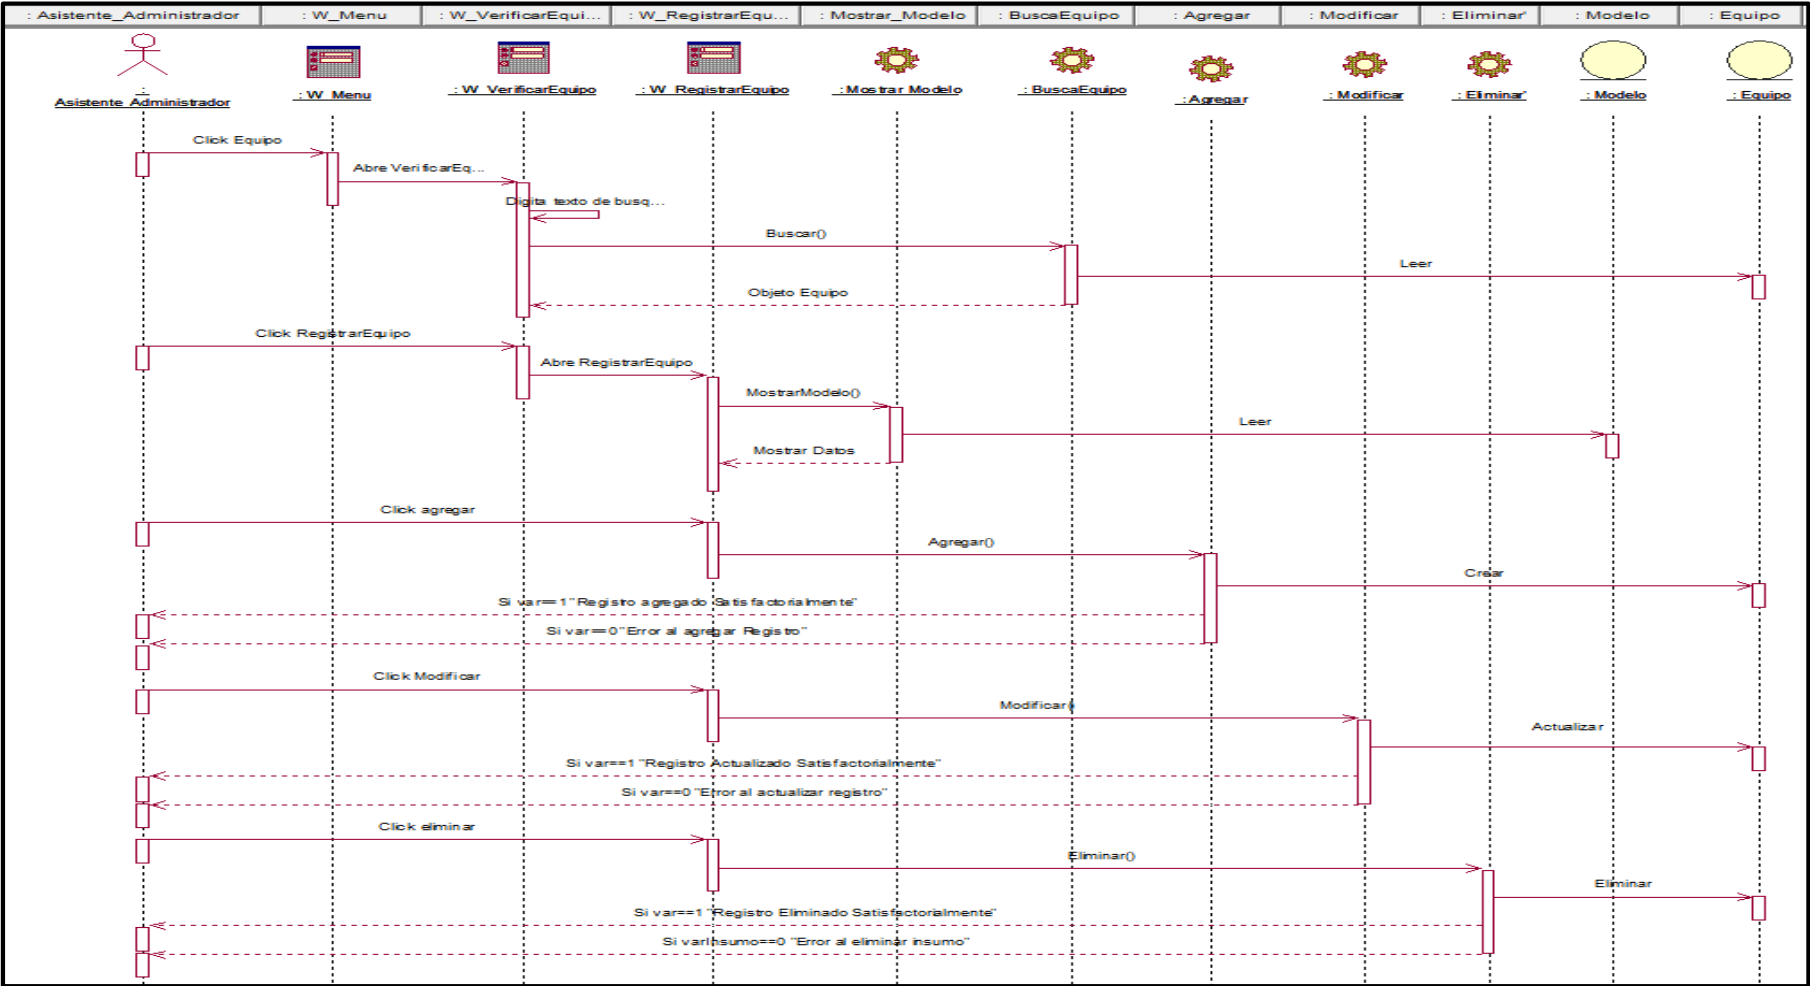 : Asistente_Administrador
: W_Menu
: W_VerificarEqui...
: W_RegistrarEqu...
: Mostrar_Modelo
: BuscaEquipo
: Agregar
: Modificar
: Eliminar'
: Modelo
: Equipo
:
Asistente Administrador
: W_Menu
: W_VerificarEquipo
: W_RegistrarEquipo
: Mostrar Modelo
: BuscaEquipo
: Agregar
: Modificar
: Eliminar'
: Modelo
: Equipo
Click Equipo
Abre VerificarEq...
Digita texto de busq...
Buscar()
Leer
Objeto Equipo
Click RegistrarEquipo
Abre RegistrarEquipo
MostrarModelo()
Leer
Mostrar Datos
Click agregar
Agregar()
Crear
Si var==1"Registro agregado Satisfactorialmente"
Si var==0"Error al agregar Registro"
Click Modificar
Modificar()
Actualizar
Si var==1 "Registro Actualizado Satisfactorialmente"
Si var==0 "Error al actualizar registro"
Click eliminar
Eliminar()
Eliminar
Si var==1 "Registro Eliminado Satisfactorialmente"
Si varInsumo==0 "Error al eliminar insumo"